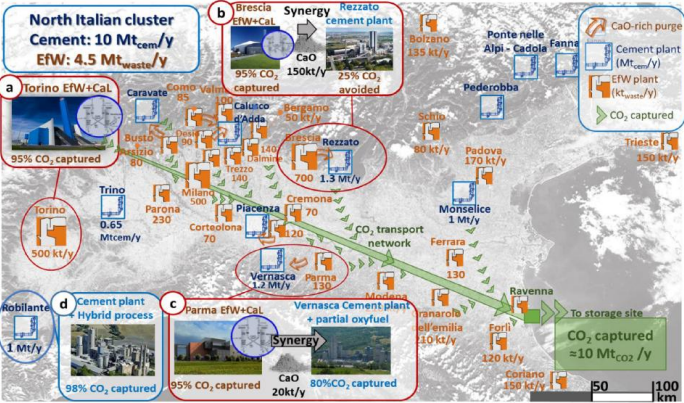 North Italian cluster
Cement: 10 Mtcem/y
EfW: 4.5 Mtwaste/y
b
Brescia
EfW+CaL
Synergy
Rezzato
cement plant
CaO
150kt/y
95% CO2
captured
25% CO2
avoided
Bolzano
135 kt/y
Ponte nelle
Alpi - Cadola
Fanna
CaO-rich purge
Cement plant
(Mtcem/y)
EfW plant
(ktwaste/y)
CO2 captured
a
Torino EfW+CaL
95% CO2 captured
Caravate
Como
85
100
Calusco
d'Adda
Bergamo
50 kt/y
Busto
Arsizio
80
Desio
90
140
Dalmine
Trezzo
140
Brescia
700
Rezzato
1.3 Mt/y
Schio
80 kt/y
Pederobba
Padova
170 kt/y
Trieste
150 kt/y
Torino
500 kt/y
Trino
0.65
Mtcem/y
Parona
230
Milano
500
Corteolona
70
Piacenza
120
Cremona
70
Monselice
1 Mt/y
CO2 transport
network
Vernasca
1.2 Mt/y
Parma
130
Modena
Ferrara
130
Ravenna
To storage site
Granarolo
dell'emilia
210 kt/y
Forlì
120 kt/y
Coriano
150 kt/y
CO2 captured
≈10 MtCO2 /y
Robilante
1 Mt/y
d
Cement plant
+ Hybrid process
98% CO2 captured
c
Parma EfW+CaL
Synergy
Vernasca Cement plant
+ partial oxyfuel
95% CO2 captured
CaO
20kt/y
80%CO2 captured
0
50
100
km